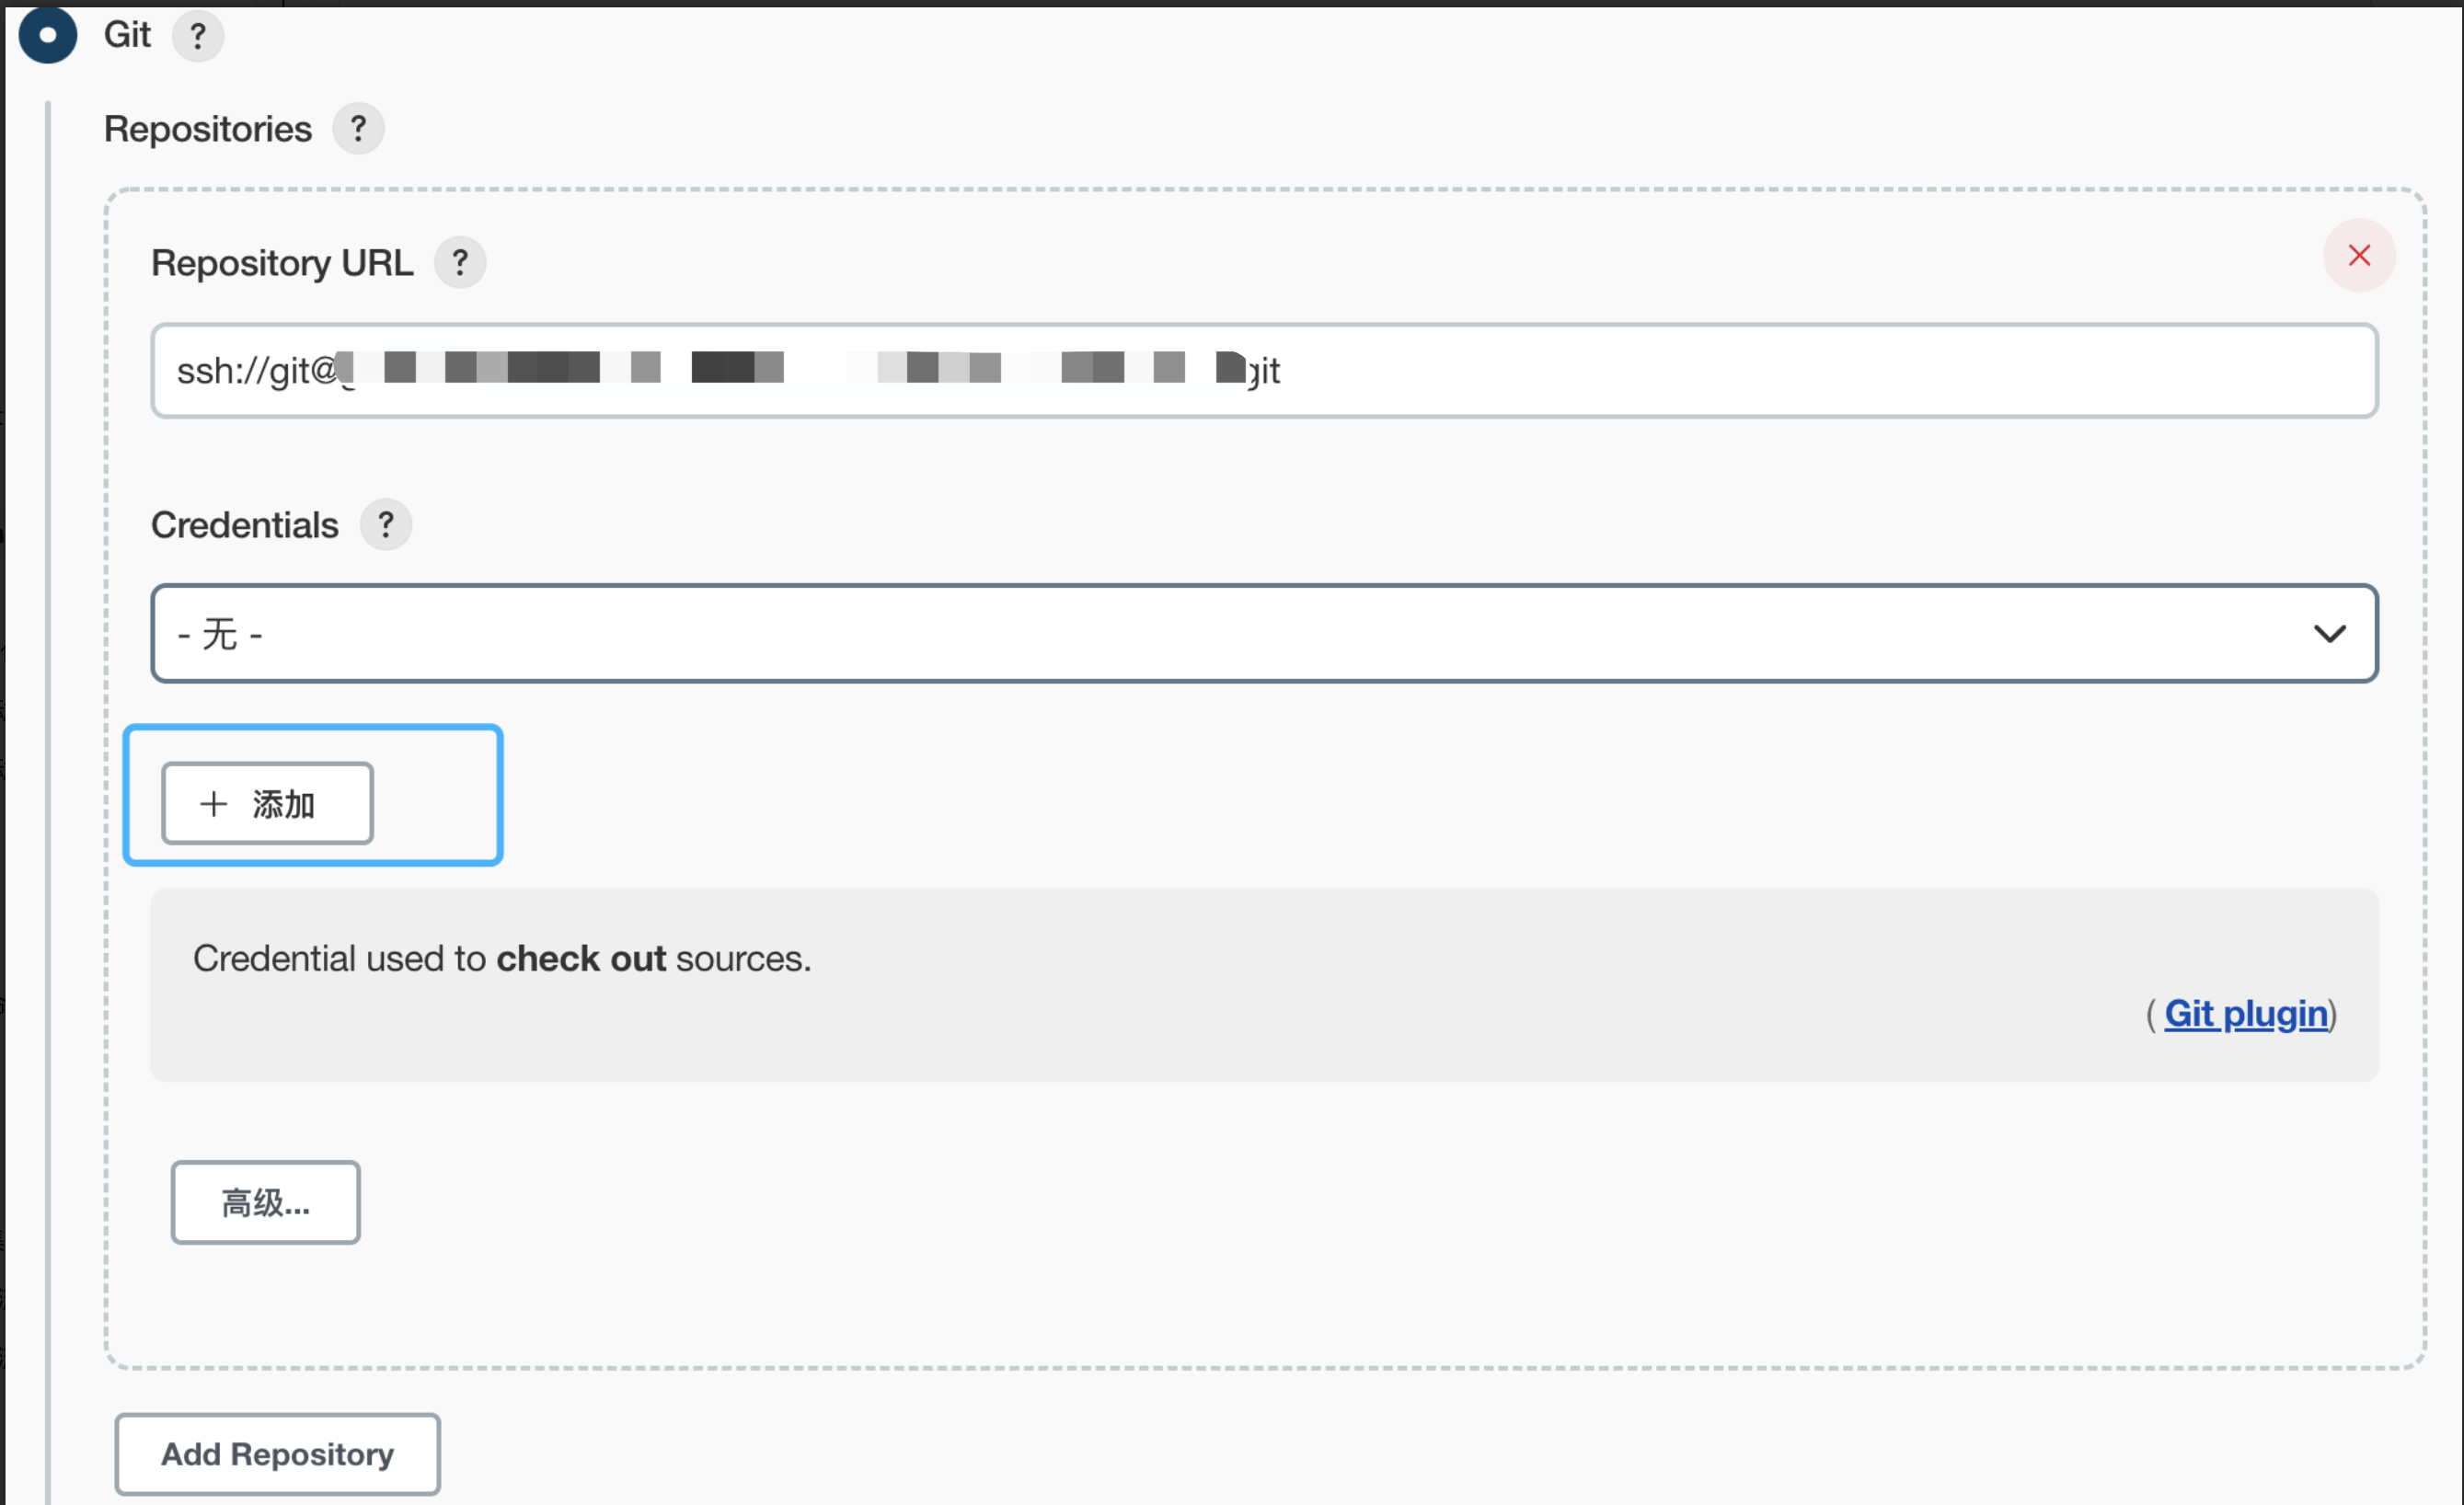 Git ?
Repositories ?
Repository URL ?
ssh://git@ git
Credentials ?
- 无 -
+ 添加
Credential used to check out sources.
( Git plugin)
高级...
Add Repository